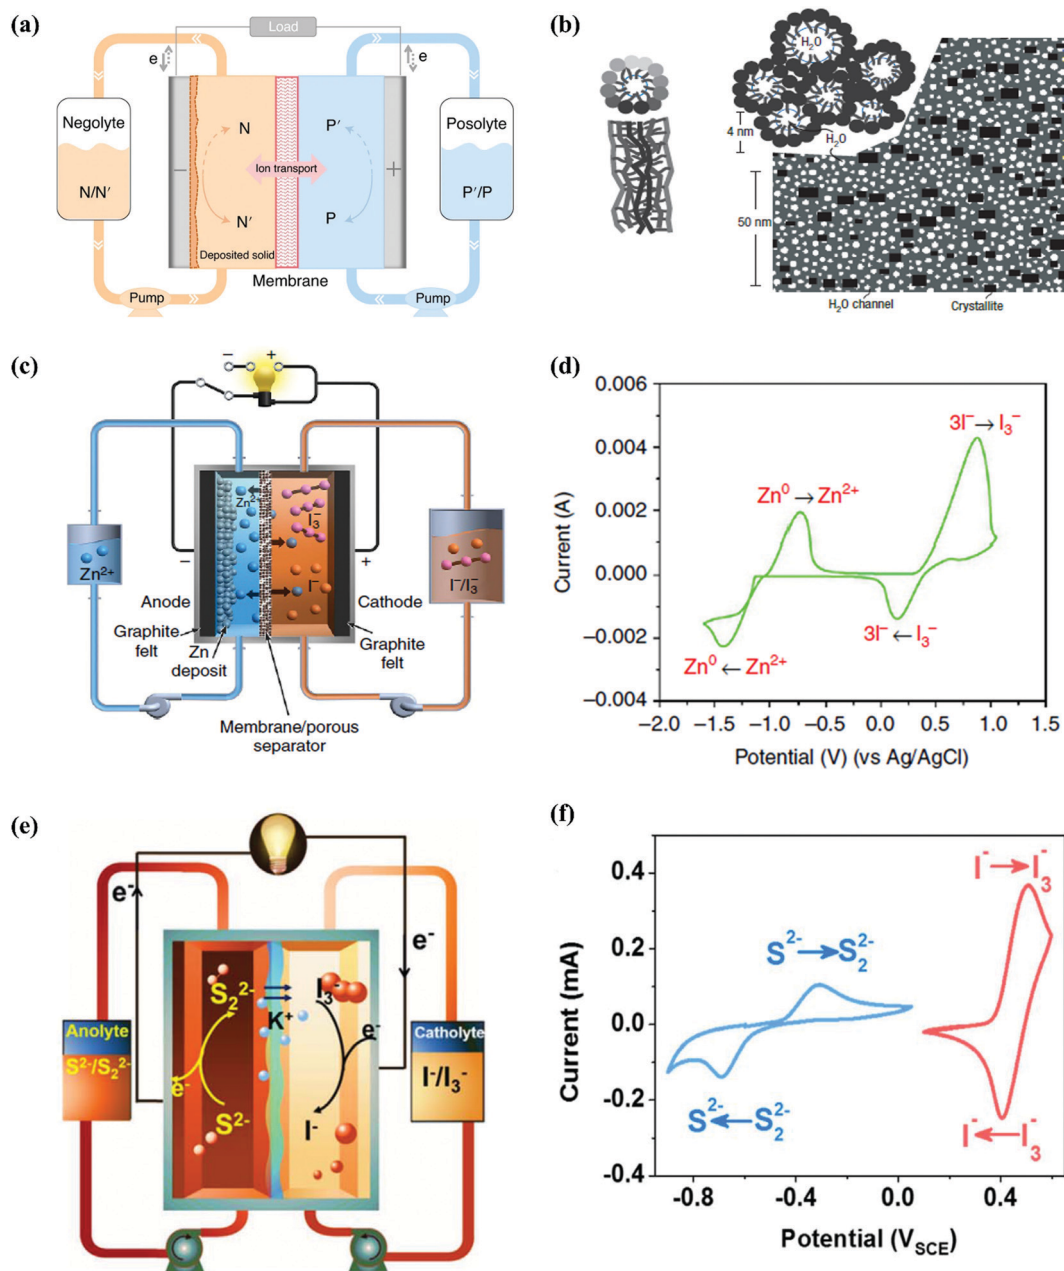 (a)
Load
e
e
Negolyte
N/N′
N
N′
Ion transport
P′
P
Posolyte
P′/P
−
+
Deposited solid
Membrane
Pump
Pump
(b)
H₂O
4 nm
H₂O
50 nm
H₂O channel
Crystallite
(c)
−
+
Zn²⁺
Zn²⁺
I₃⁻
I⁻
I⁻/I₃⁻
−
+
Anode
Cathode
Graphite
felt
Zn
deposit
Graphite
felt
Membrane/porous
separator
(d)
0.006
0.004
0.002
0.000
−0.002
−0.004
Current (A)
3I⁻ → I₃⁻
Zn⁰ → Zn²⁺
3I⁻ ← I₃⁻
Zn⁰ ← Zn²⁺
−2.0 −1.5 −1.0 −0.5 0.0 0.5 1.0 1.5
Potential (V) (vs Ag/AgCl)
(e)
e⁻
e⁻
Anolyte
S²⁻/S₂²⁻
S₂²⁻
e⁻
S²⁻
K⁺
I₃⁻
e⁻
I⁻
Catholyte
I⁻/I₃⁻
(f)
0.4
0.2
0.0
-0.2
-0.4
Current (mA)
I⁻ → I₃⁻
S²⁻ → S₂²⁻
S²⁻ ← S₂²⁻
I⁻ ← I₃⁻
-0.8 -0.4 0.0 0.4
Potential (V_SCE)